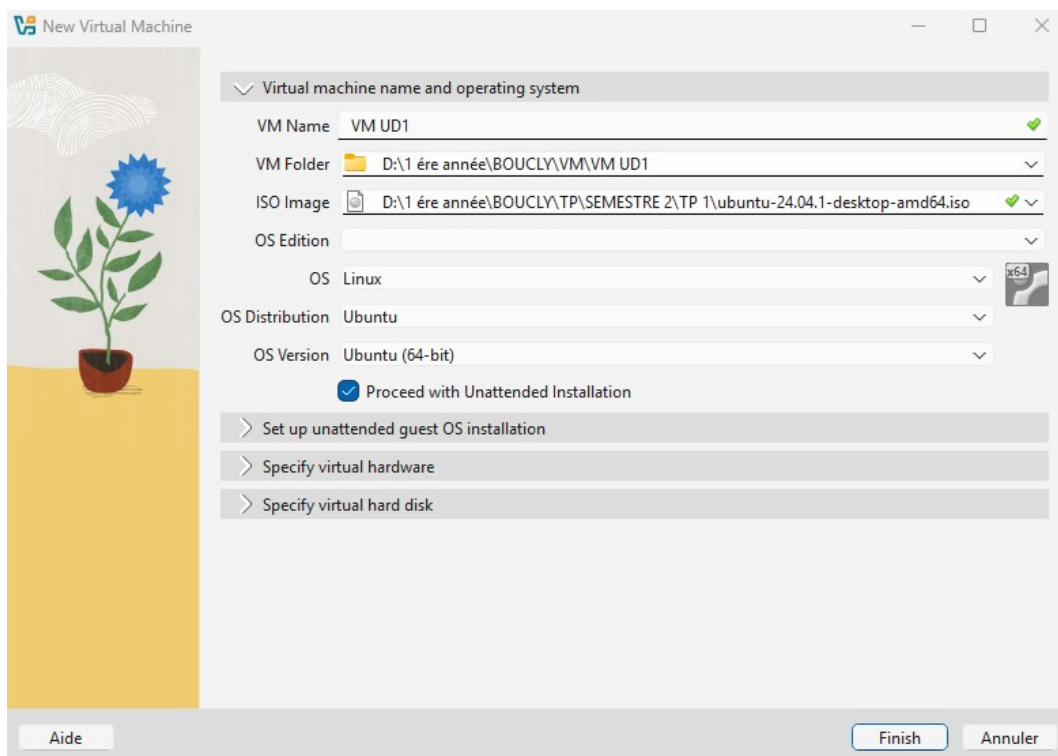 New Virtual Machine
Virtual machine name and operating system
VM Name VM UD1
VM Folder D:\1 ére année\BOUCLY\VM\VM UD1
ISO Image D:\1 ére année\BOUCLY\TP\SEMESTRE 2\TP 1\ubuntu-24.04.1-desktop-amd64.iso
OS Edition
OS Linux
x64
OS Distribution Ubuntu
OS Version Ubuntu (64-bit)
Proceed with Unattended Installation
Set up unattended guest OS installation
Specify virtual hardware
Specify virtual hard disk
Aide Finish Annuler